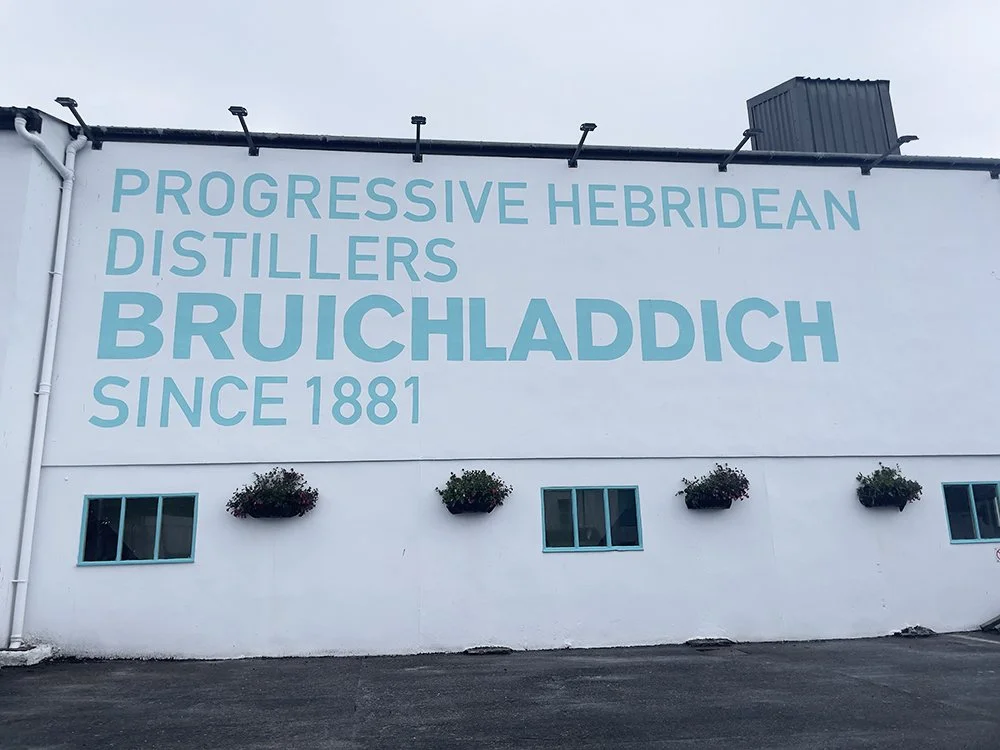 PROGRESSIVE HEBRIDEAN
DISTILLERS
BRUICHLADDICH
SINCE 1881